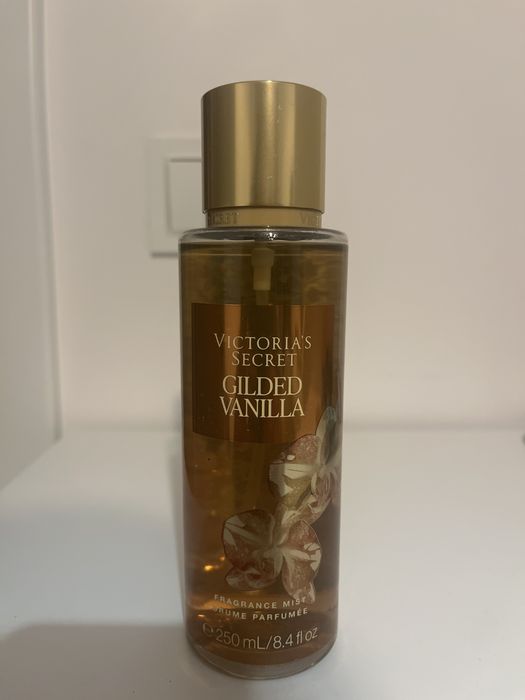 VICTORIA'S
SECRET
GILDED
VANILLA
FRAGRANCE MIST
BRUME PARFUMÉE
℮ 250 mL/8.4 fl oz